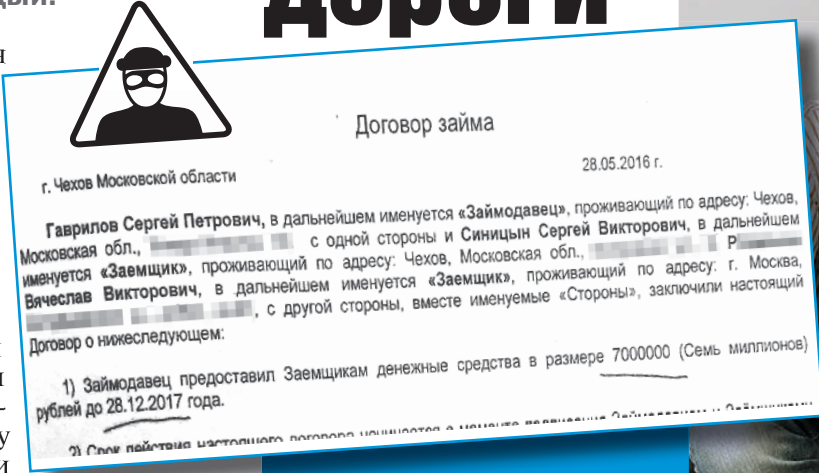 Дороги
Договор займа
г. Чехов Московской области
28.05.2016 г.
Гаврилов Сергей Петрович, в дальнейшем именуется «Займодавец», проживающий по адресу: Чехов,
Московская обл., с одной стороны и Синицын Сергей Викторович, в дальнейшем
именуется «Заемщик», проживающий по адресу: Чехов, Московская обл., Р
Вячеслав Викторович, в дальнейшем именуется «Заемщик», проживающий по адресу: г. Москва,
, с другой стороны, вместе именуемые «Стороны», заключили настоящий
Договор о нижеследующем:
1) Займодавец предоставил Заемщикам денежные средства в размере 7000000 (Семь миллионов)
рублей до 28.12.2017 года.
2) Срок действия настоящего договора начинается с момента подписания